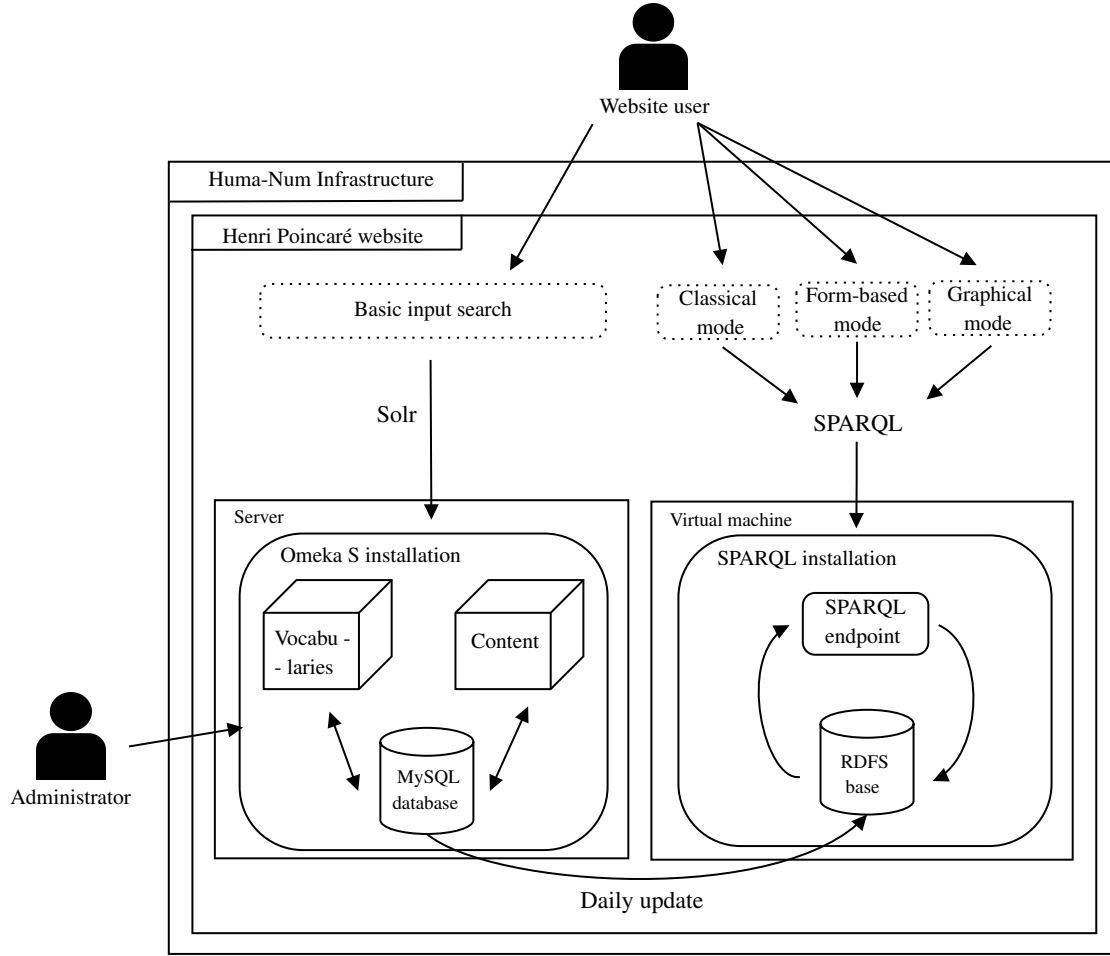 Website user
Huma-Num Infrastructure
Henri Poincaré website
Basic input search
Classical
mode
Form-based
mode
Graphical
mode
Solr
SPARQL
Server
Omeka S installation
Vocabu -
- laries
Content
MySQL
database
Virtual machine
SPARQL installation
SPARQL
endpoint
RDFS
base
Administrator
Daily update